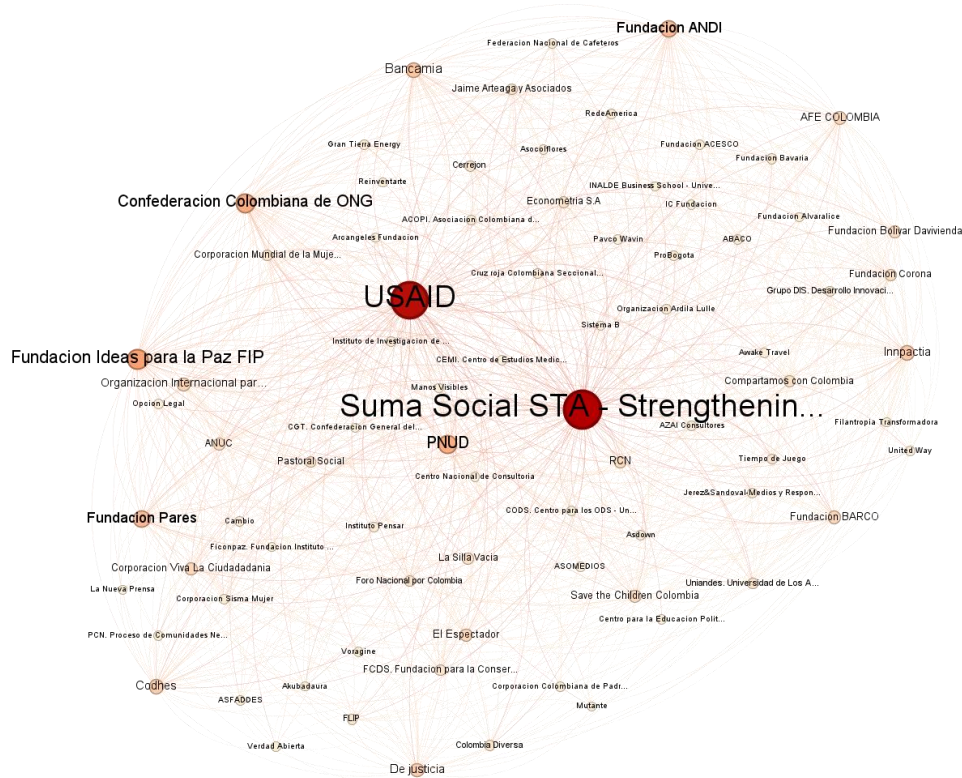 Fundacion ANDI
Federacion Nacional de Cafeteros
Bancamia
Jaime Arteaga y Asociados
RedeAmerica
AFE COLOMBIA
Gran Tierra Energy
Asocolflores
Fundacion ACESCO
Fundacion Bavaria
Cerrejon
Reinventarte
INALDE Business School - Unive...
Confederacion Colombiana de ONG
Econometria S.A
IC Fundacion
ACOPI. Asociacion Colombiana d...
Fundacion Alvaralice
Fundacion Bolivar Davivienda
Arcangeles Fundacion
Pavco Wavin
ABACO
Corporacion Mundial de la Muje...
ProBogota
Cruz roja Colombiana Seccional...
Fundacion Corona
Grupo DIS. Desarrollo Innovaci...
USAID
Organizacion Ardila Lulle
Sistema B
Instituto de Investigacion de ...
Fundacion Ideas para la Paz FIP
CEMI. Centro de Estudios Medic...
Awake Travel
Innpactia
Organizacion Internacional par...
Manos Visibles
Compartamos con Colombia
Opcion Legal
Suma Social STA - Strengthenin...
CGT. Confederacion General del...
AZAI Consultores
Filantropia Transformadora
ANUC
PNUD
United Way
Pastoral Social
RCN
Tiempo de Juego
Centro Nacional de Consultoria
Jerez&Sandoval-Medios y Respon...
Fundacion Pares
Cambio
Instituto Pensar
CODS. Centro para los ODS - Un...
Fundacion BARCO
Asdown
Ficonpaz. Fundacion Instituto ...
La Silla Vacia
Corporacion Viva La Ciudadadania
ASOMEDIOS
Foro Nacional por Colombia
Uniandes. Universidad de Los A...
La Nueva Prensa
Corporacion Sisma Mujer
Save the Children Colombia
Centro para la Educacion Polit...
PCN. Proceso de Comunidades Ne...
El Espectador
Voragine
FCDS. Fundacion para la Conser...
Codhes
Akubadaura
Corporacion Colombiana de Padr...
ASFADDES
Mutante
FLIP
Verdad Abierta
Colombia Diversa
De justicia